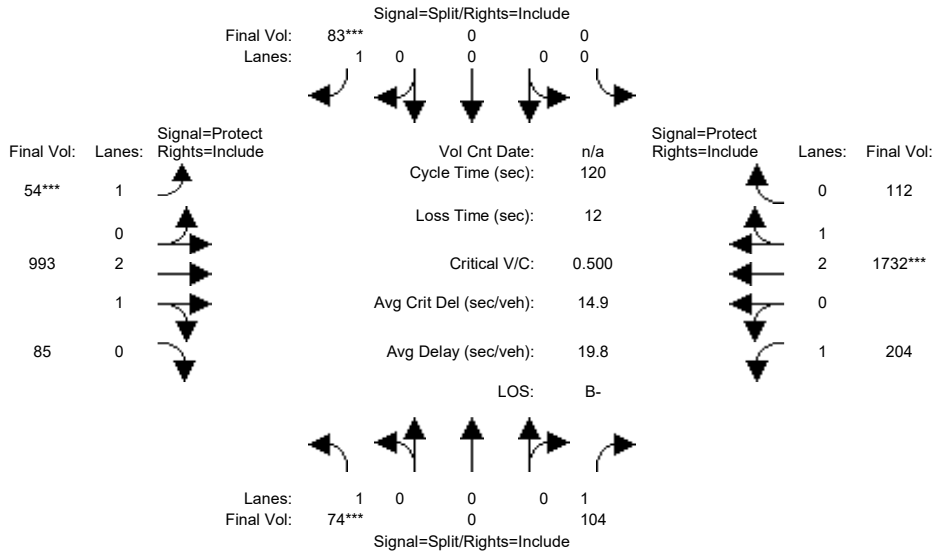 Signal=Split/Rights=Include
Final Vol: 83*** 0 0
Lanes: 1 0 0 0 0
Signal=Protect Signal=Protect
Final Vol: Lanes: Rights=Include Vol Cnt Date: n/a Rights=Include Lanes: Final Vol:
Cycle Time (sec): 120
54*** 1 0 112
Loss Time (sec): 12
0 1
993 2 Critical V/C: 0.500 2 1732***
1 Avg Crit Del (sec/veh): 14.9 0
85 0 Avg Delay (sec/veh): 19.8 1 204
LOS: B-
Lanes: 1 0 0 0 1
Final Vol: 74*** 0 104
Signal=Split/Rights=Include